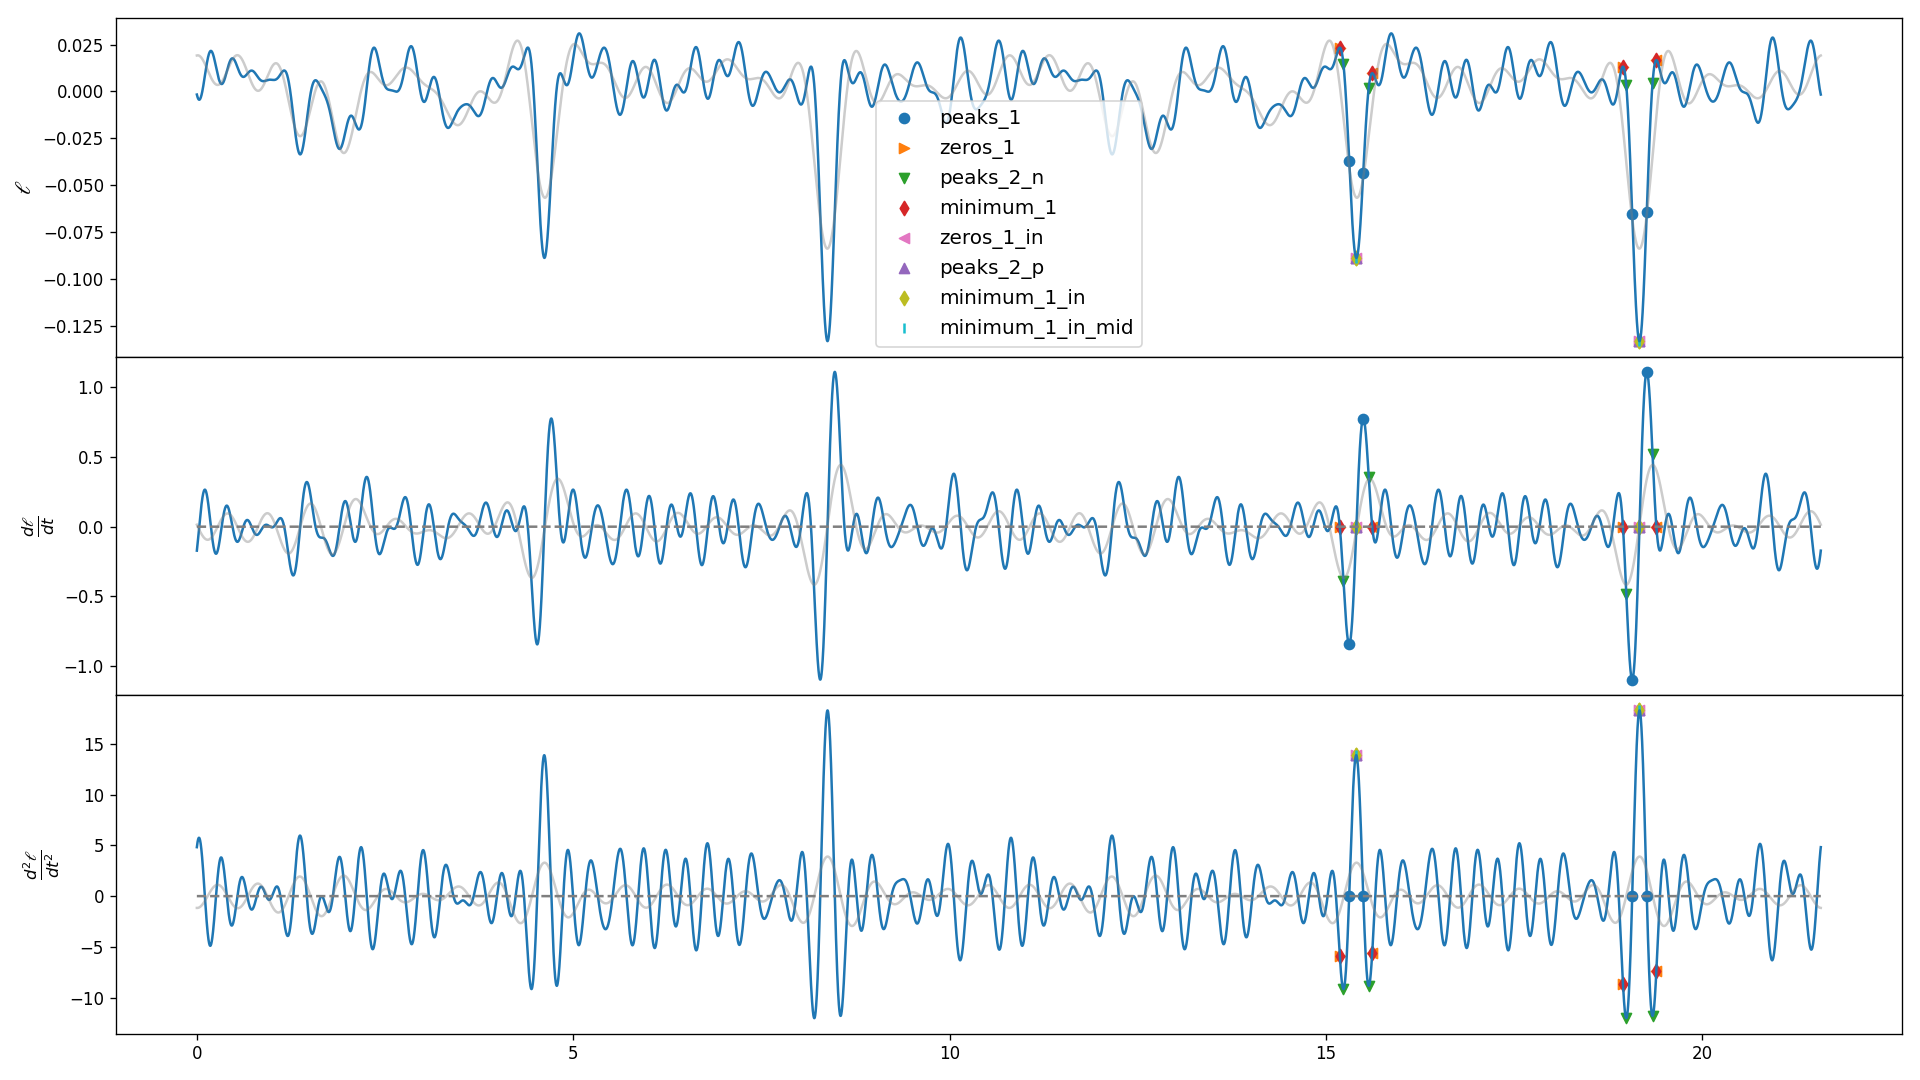 0.025
0.000
−0.025
−0.050
−0.075
−0.100
−0.125
ℓ
peaks_1
zeros_1
peaks_2_n
minimum_1
zeros_1_in
peaks_2_p
minimum_1_in
minimum_1_in_mid
1.0
0.5
0.0
−0.5
−1.0
dℓ
dt
15
10
5
0
−5
−10
d²ℓ
dt²
0 5 10 15 20